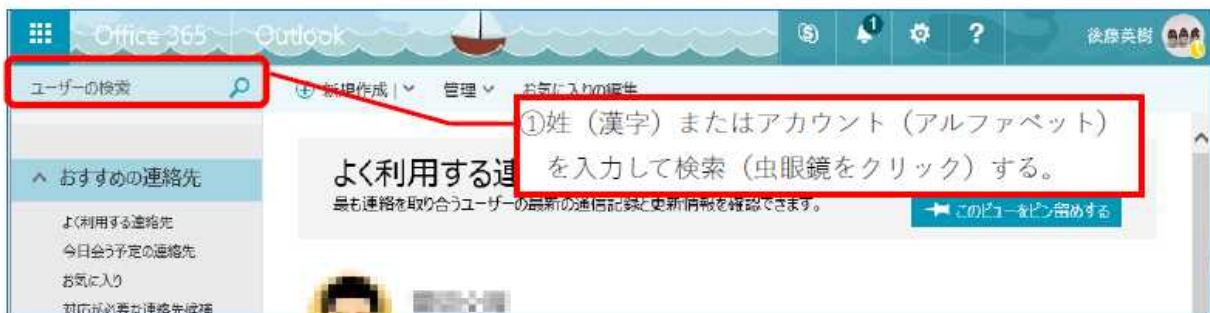 Office 365 Outlook
1
?
後藤英樹
ユーザーの検索
新規作成 | 管理 お気に入りの編集
①姓（漢字）またはアカウント（アルファベット）
を入力して検索（虫眼鏡をクリック）する。
おすすめの連絡先
よく利用する連
最も連絡を取り合うユーザーの最新の通信記録と更新情報を確認できます。
このビューをピン留めする
よく利用する連絡先
今日会う予定の連絡先
お気に入り
対応が必要な連絡先候補